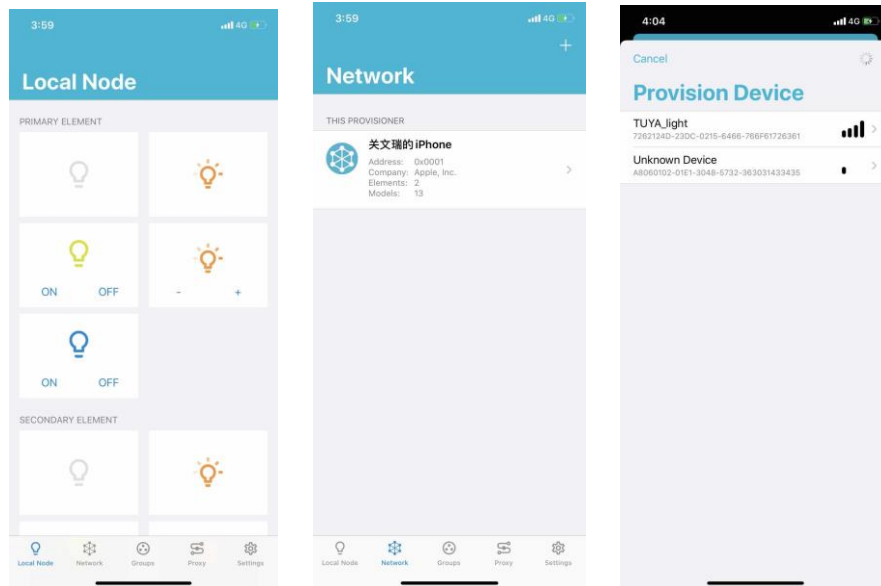 3:59
4G
Local Node
PRIMARY ELEMENT
ON OFF
- +
ON OFF
SECONDARY ELEMENT
Local Node Network Groups Proxy Settings
3:59
4G
+
Network
THIS PROVISIONER
关文瑞的 iPhone
Address: 0x0001
Company: Apple, Inc.
Elements: 2
Models: 13
Local Node Network Groups Proxy Settings
4:04
4G
Cancel
Provision Device
TUYA_light
7262124D-23DC-0215-6466-766F61726361
Unknown Device
A8060102-01E1-3048-5732-363031433435